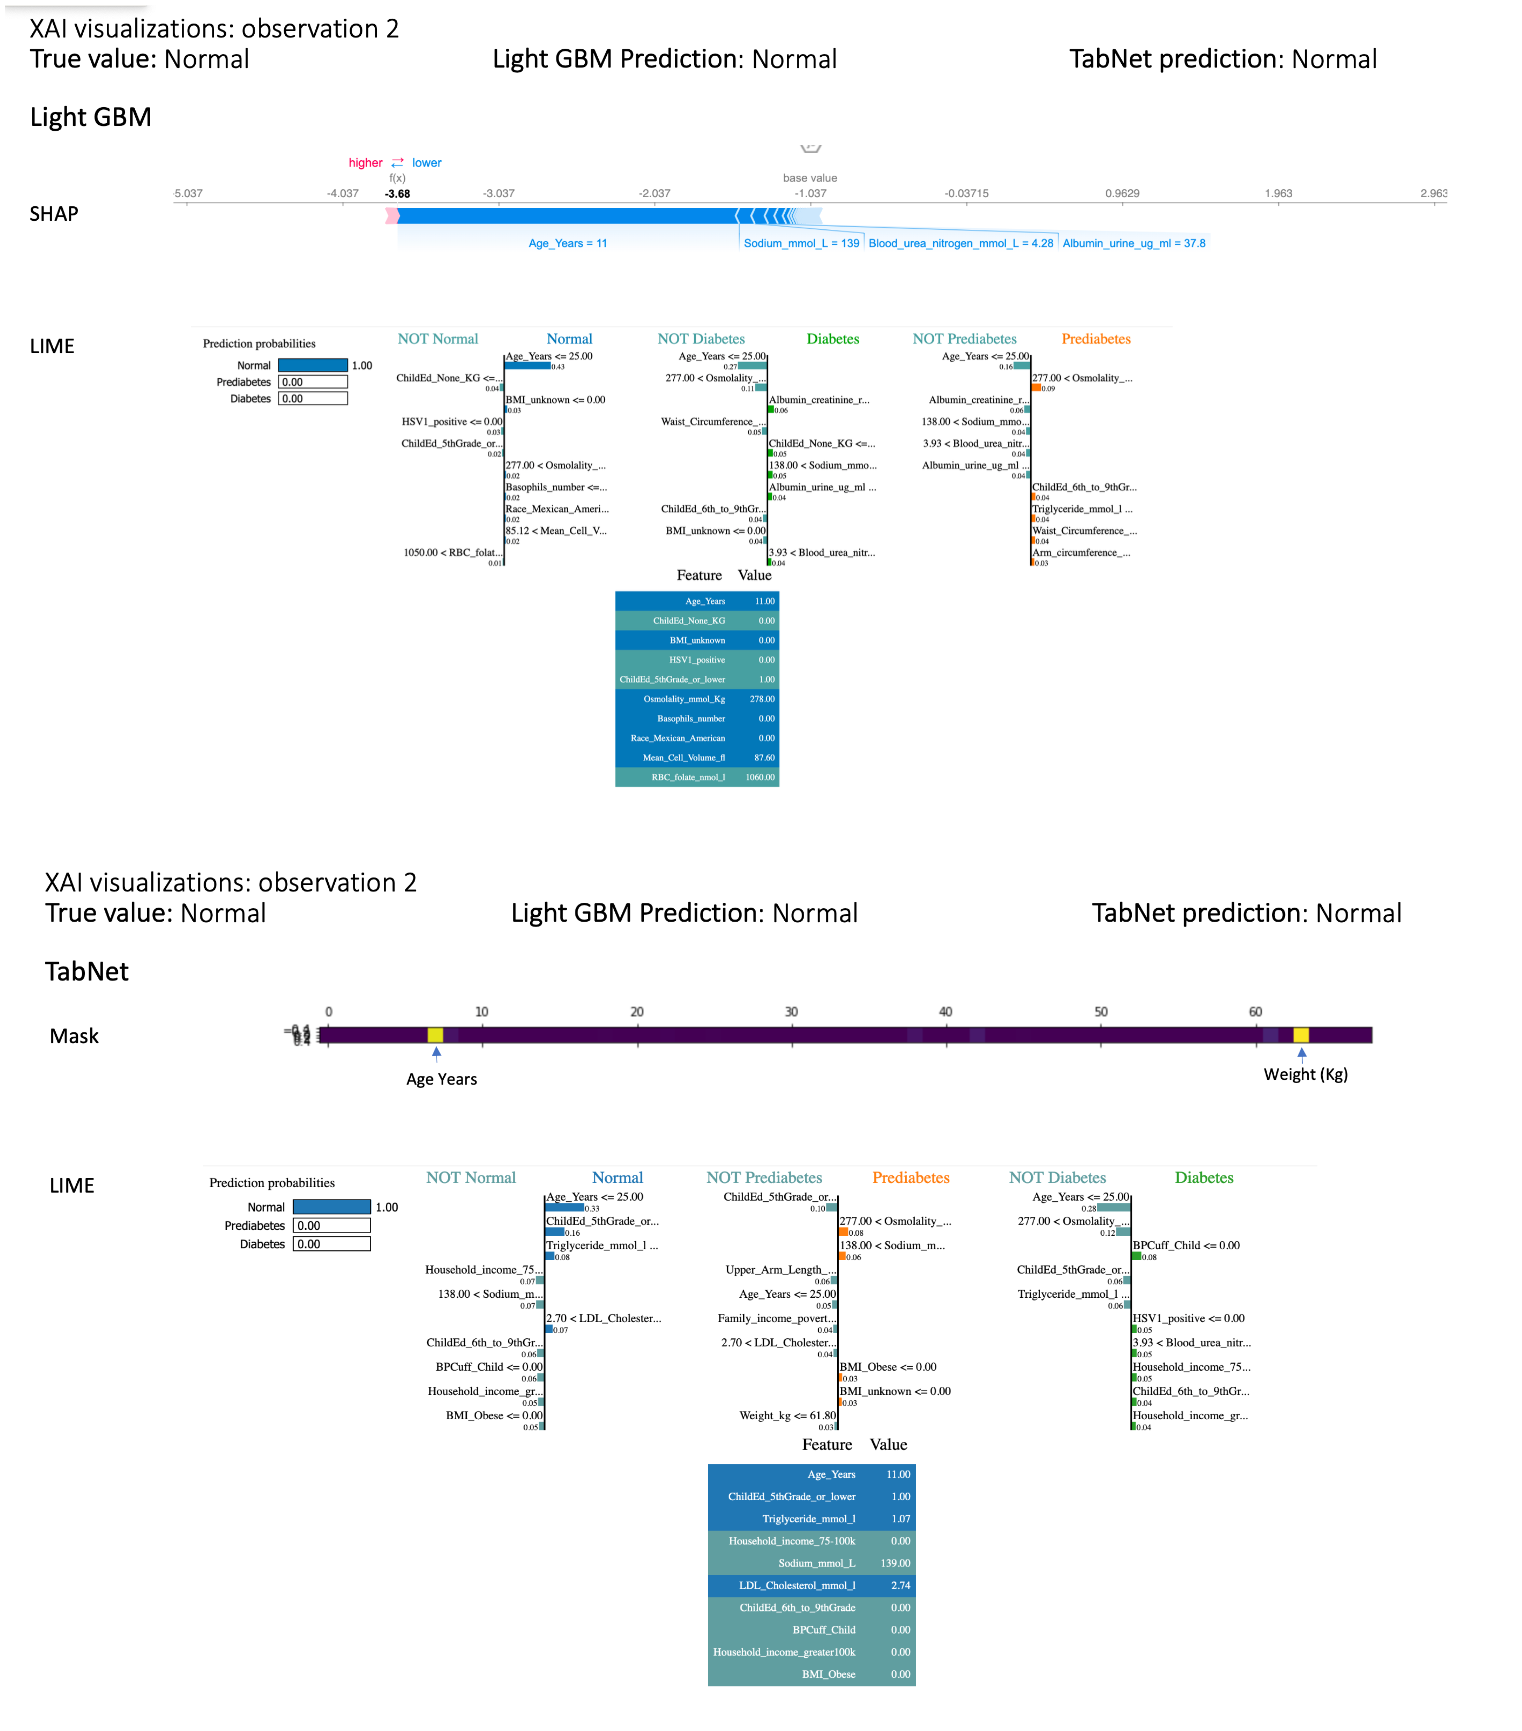 XAI visualizations: observation 2
True value: Normal Light GBM Prediction: Normal TabNet prediction: Normal
Light GBM
higher lower
f(x) base value
-5.037 -4.037 -3.68 -3.037 -2.037 -1.037 -0.03715 0.9629 1.963 2.963
SHAP
Age_Years = 11 Sodium_mmol_L = 139 Blood_urea_nitrogen_mmol_L = 4.28 Albumin_urine_ug_ml = 37.8
LIME
Prediction probabilities
Normal 1.00
Prediabetes 0.00
Diabetes 0.00
NOT Normal Normal
Age_Years <= 25.00
0.43
ChildEd_None_KG <=...
0.04
BMI_unknown <= 0.00
0.03
HSV1_positive <= 0.00
0.03
ChildEd_5thGrade_or...
0.02
277.00 < Osmolality_...
0.02
Basophils_number <=...
0.02
Race_Mexican_Ameri...
0.02
85.12 < Mean_Cell_V...
0.02
1050.00 < RBC_folat...
0.01
NOT Diabetes Diabetes
Age_Years <= 25.00
0.27
277.00 < Osmolality_...
0.11
Albumin_creatinine_r...
0.06
Waist_Circumference_...
0.05
ChildEd_None_KG <=...
0.05
138.00 < Sodium_mmo...
0.05
Albumin_urine_ug_ml ...
0.04
ChildEd_6th_to_9thGr...
0.04
BMI_unknown <= 0.00
0.04
3.93 < Blood_urea_nitr...
0.04
NOT Prediabetes Prediabetes
Age_Years <= 25.00
0.16
277.00 < Osmolality_...
0.09
Albumin_creatinine_r...
0.06
138.00 < Sodium_mmo...
0.04
3.93 < Blood_urea_nitr...
0.04
Albumin_urine_ug_ml ...
0.04
ChildEd_6th_to_9thGr...
0.04
Triglyceride_mmol_l ...
0.04
Waist_Circumference_...
0.04
Arm_circumference_...
0.03
Feature Value
Age_Years 11.00
ChildEd_None_KG 0.00
BMI_unknown 0.00
HSV1_positive 0.00
ChildEd_5thGrade_or_lower 1.00
Osmolality_mmol_Kg 278.00
Basophils_number 0.00
Race_Mexican_American 0.00
Mean_Cell_Volume_fl 87.60
RBC_folate_nmol_l 1060.00
XAI visualizations: observation 2
True value: Normal Light GBM Prediction: Normal TabNet prediction: Normal
TabNet
0 10 20 30 40 50 60
Mask
Age Years Weight (Kg)
LIME
Prediction probabilities
Normal 1.00
Prediabetes 0.00
Diabetes 0.00
NOT Normal Normal
Age_Years <= 25.00
0.33
ChildEd_5thGrade_or...
0.16
Triglyceride_mmol_l ...
0.08
Household_income_75...
0.07
138.00 < Sodium_m...
0.07
2.70 < LDL_Cholester...
0.07
ChildEd_6th_to_9thGr...
0.06
BPCuff_Child <= 0.00
0.06
Household_income_gr...
0.05
BMI_Obese <= 0.00
0.05
NOT Prediabetes Prediabetes
ChildEd_5thGrade_or...
0.10
277.00 < Osmolality_...
0.08
138.00 < Sodium_m...
0.06
Upper_Arm_Length_...
0.06
Age_Years <= 25.00
0.05
Family_income_povert...
0.04
2.70 < LDL_Cholester...
0.04
BMI_Obese <= 0.00
0.03
BMI_unknown <= 0.00
0.03
Weight_kg <= 61.80
0.03
NOT Diabetes Diabetes
Age_Years <= 25.00
0.28
277.00 < Osmolality_...
0.12
BPCuff_Child <= 0.00
0.08
ChildEd_5thGrade_or...
0.06
Triglyceride_mmol_l ...
0.06
HSV1_positive <= 0.00
0.05
3.93 < Blood_urea_nitr...
0.05
Household_income_75...
0.05
ChildEd_6th_to_9thGr...
0.04
Household_income_gr...
0.04
Feature Value
Age_Years 11.00
ChildEd_5thGrade_or_lower 1.00
Triglyceride_mmol_l 1.07
Household_income_75-100k 0.00
Sodium_mmol_L 139.00
LDL_Cholesterol_mmol_l 2.74
ChildEd_6th_to_9thGrade 0.00
BPCuff_Child 0.00
Household_income_greater100k 0.00
BMI_Obese 0.00